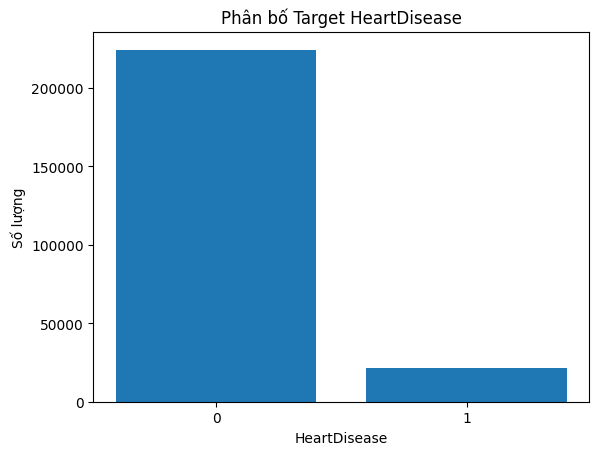 Phân bố Target HeartDisease
200000
150000
100000
50000
0
Số lượng
0 1
HeartDisease